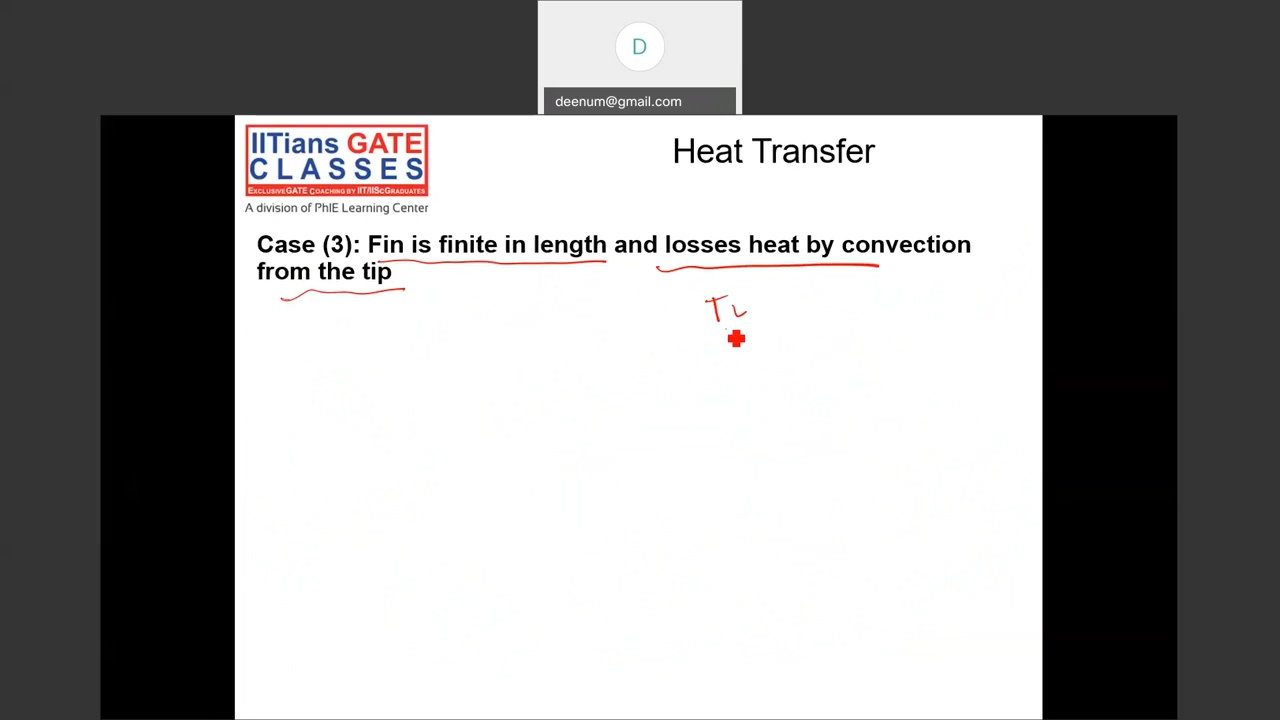 D
deenum@gmail.com
IITians GATE
CLASSES
EXCLUSIVE GATE COACHING BY IIT/IISc GRADUATES
A division of PhIE Learning Center
Heat Transfer
Case (3): Fin is finite in length and losses heat by convection
from the tip
TL